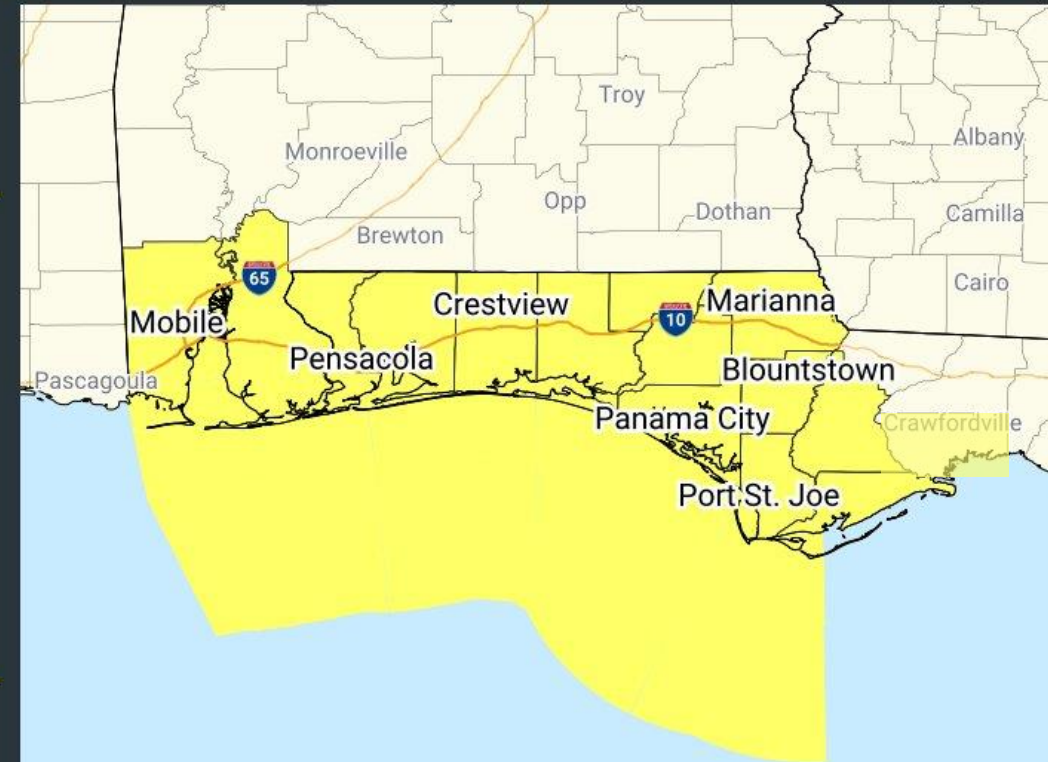 Troy
Albany
Monroeville
Opp
Dothan
Camilla
Brewton
65
Cairo
Crestview
Marianna
10
Mobile
Pensacola
Blountstown
Pascagoula
Panama City
Crawfordville
Port St. Joe